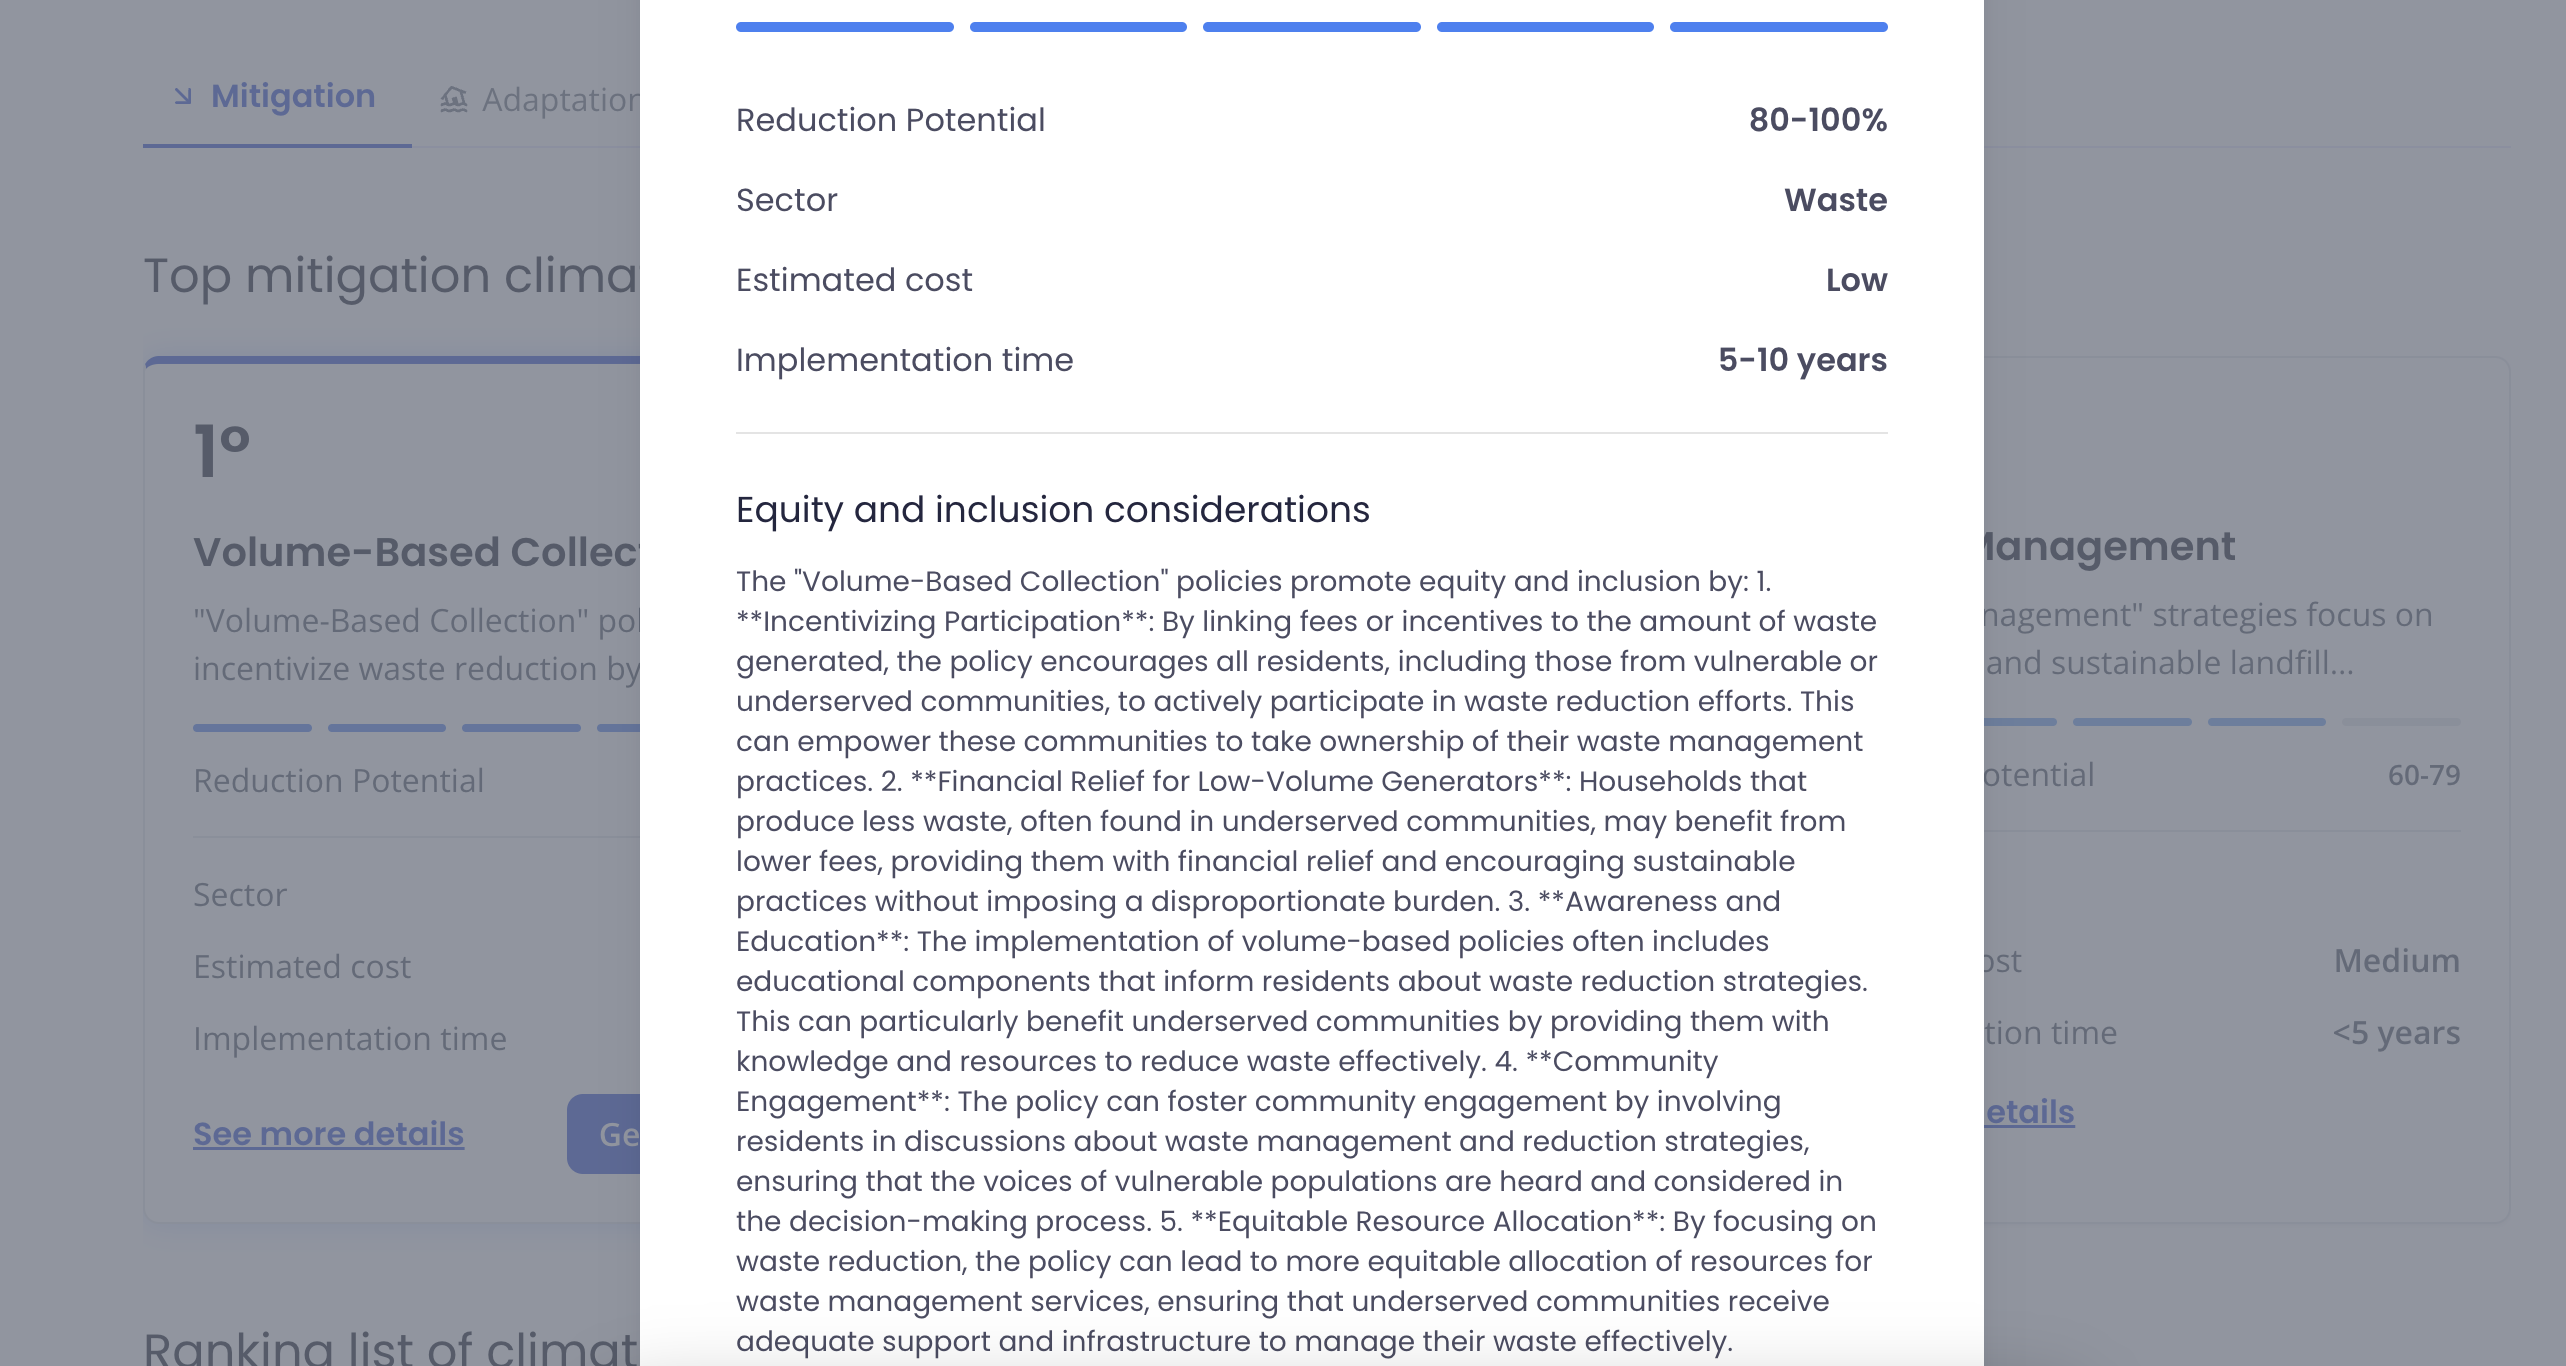 Mitigation
Adaptation
Top mitigation clima
1º
Volume-Based Collec
"Volume-Based Collection" pol
incentivize waste reduction by
Reduction Potential
Sector
Estimated cost
Implementation time
See more details
Ge
Ranking list of climat
Reduction Potential 80-100%
Sector Waste
Estimated cost Low
Implementation time 5-10 years
Equity and inclusion considerations
The "Volume-Based Collection" policies promote equity and inclusion by: 1.
**Incentivizing Participation**: By linking fees or incentives to the amount of waste
generated, the policy encourages all residents, including those from vulnerable or
underserved communities, to actively participate in waste reduction efforts. This
can empower these communities to take ownership of their waste management
practices. 2. **Financial Relief for Low-Volume Generators**: Households that
produce less waste, often found in underserved communities, may benefit from
lower fees, providing them with financial relief and encouraging sustainable
practices without imposing a disproportionate burden. 3. **Awareness and
Education**: The implementation of volume-based policies often includes
educational components that inform residents about waste reduction strategies.
This can particularly benefit underserved communities by providing them with
knowledge and resources to reduce waste effectively. 4. **Community
Engagement**: The policy can foster community engagement by involving
residents in discussions about waste management and reduction strategies,
ensuring that the voices of vulnerable populations are heard and considered in
the decision-making process. 5. **Equitable Resource Allocation**: By focusing on
waste reduction, the policy can lead to more equitable allocation of resources for
waste management services, ensuring that underserved communities receive
adequate support and infrastructure to manage their waste effectively.
Management
nagement" strategies focus on
and sustainable landfill...
otential 60-79
ost Medium
tion time <5 years
etails